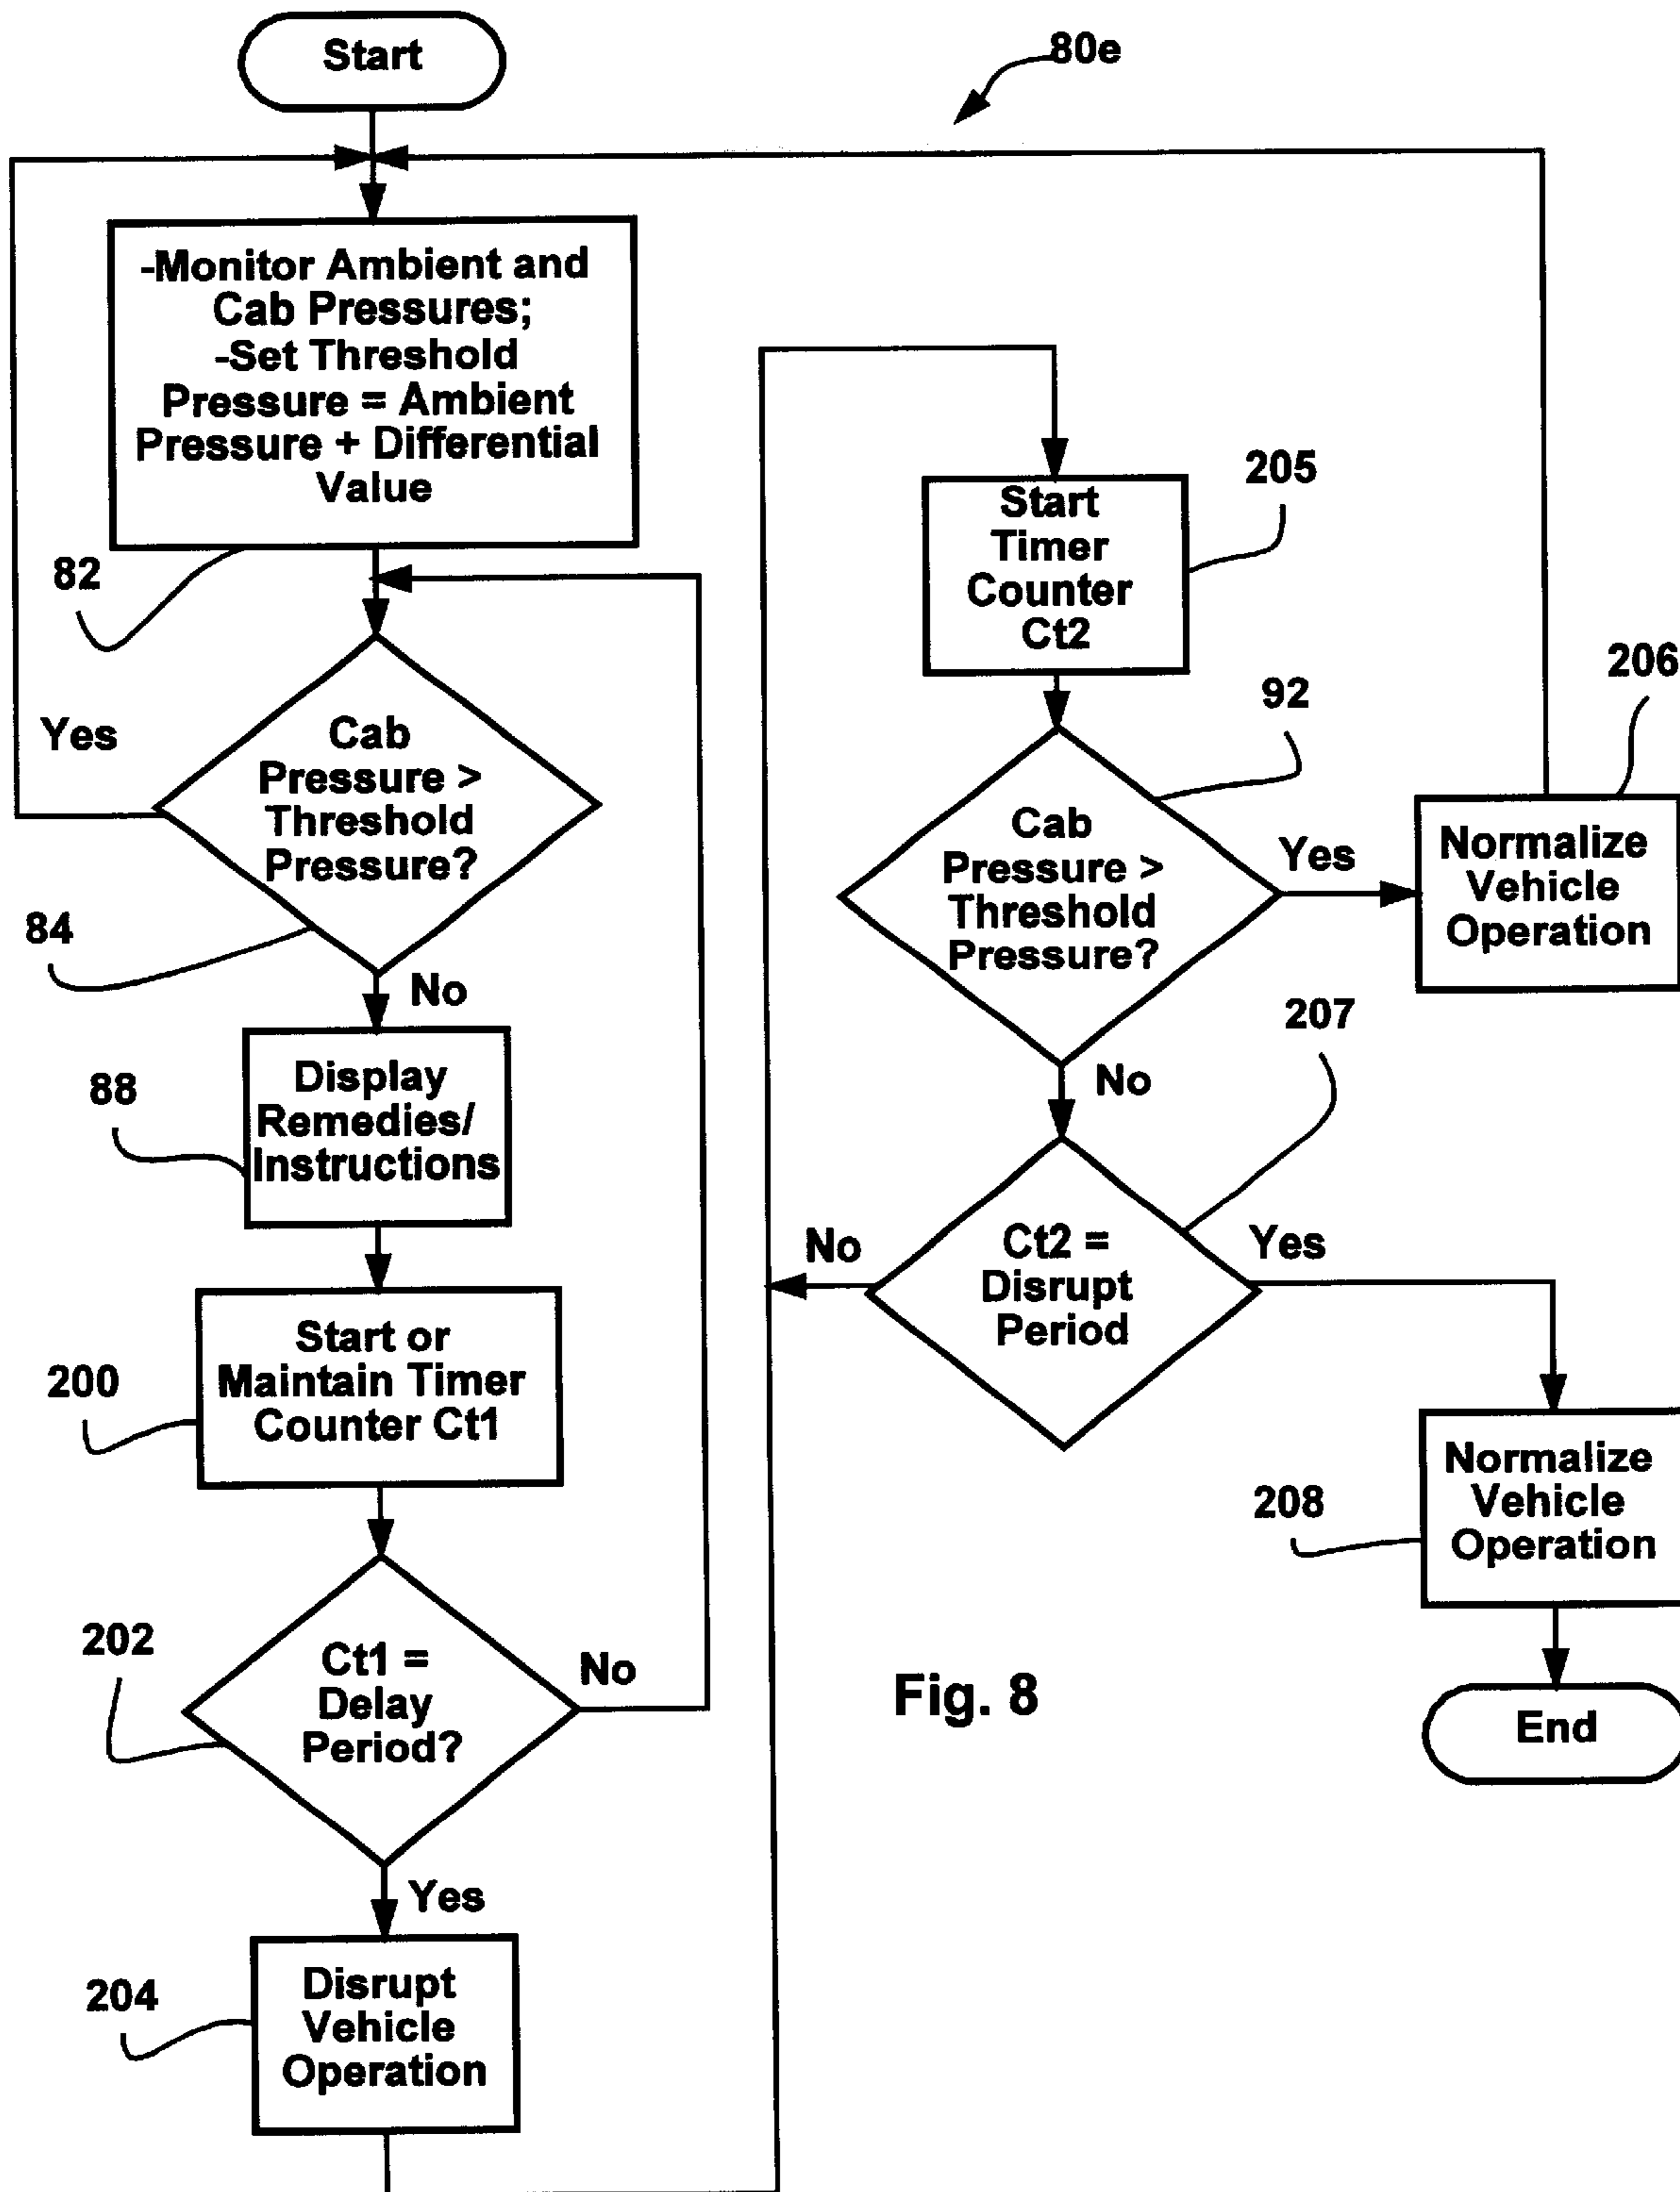 Start
80e
-Monitor Ambient and
Cab Pressures;
-Set Threshold
Pressure = Ambient
Pressure + Differential
Value
82
Cab
Pressure >
Threshold
Pressure?
Yes
84
No
Display
Remedies/
Instructions
88
Start or
Maintain Timer
Counter Ct1
200
Ct1 =
Delay
Period?
202
No
Yes
Disrupt
Vehicle
Operation
204
Start
Timer
Counter
Ct2
205
92
Cab
Pressure >
Threshold
Pressure?
Yes
206
Normalize
Vehicle
Operation
No
207
Ct2 =
Disrupt
Period
No
Yes
Normalize
Vehicle
Operation
208
End
Fig. 8